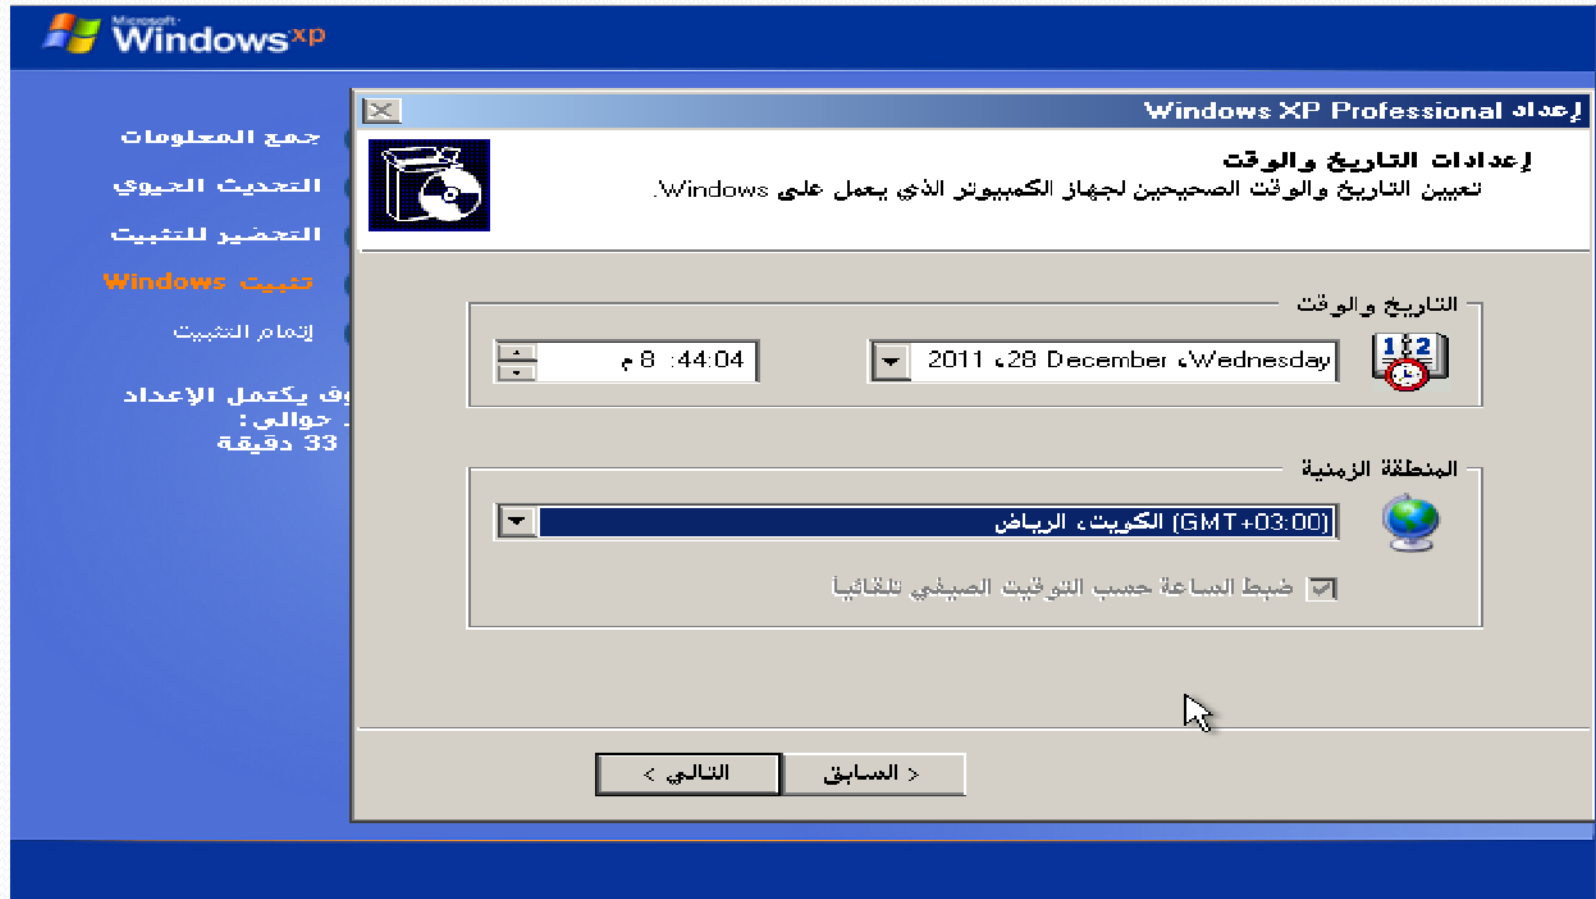 Microsoft
Windows xp
جمع المعلومات
التحديث الحيوي
التحضير للتثبيت
تثبيت Windows
إتمام التثبيت
يكتمل الإعداد
حوالى:
33 دقيقة
إعداد Windows XP Professional
إعدادات التاريخ والوقت
تعيين التاريخ والوقت الصحيحين لجهاز الكمبيوتر الذي يعمل على Windows.
التاريخ والوقت
Wednesday، 28 December، 2011
8 :44:04 م
المنطقة الزمنية
(GMT+03:00) الكويت، الرياض
ضبط الساعة حسب التوقيت الصيفي تلقائياً
< السابق
التالي >